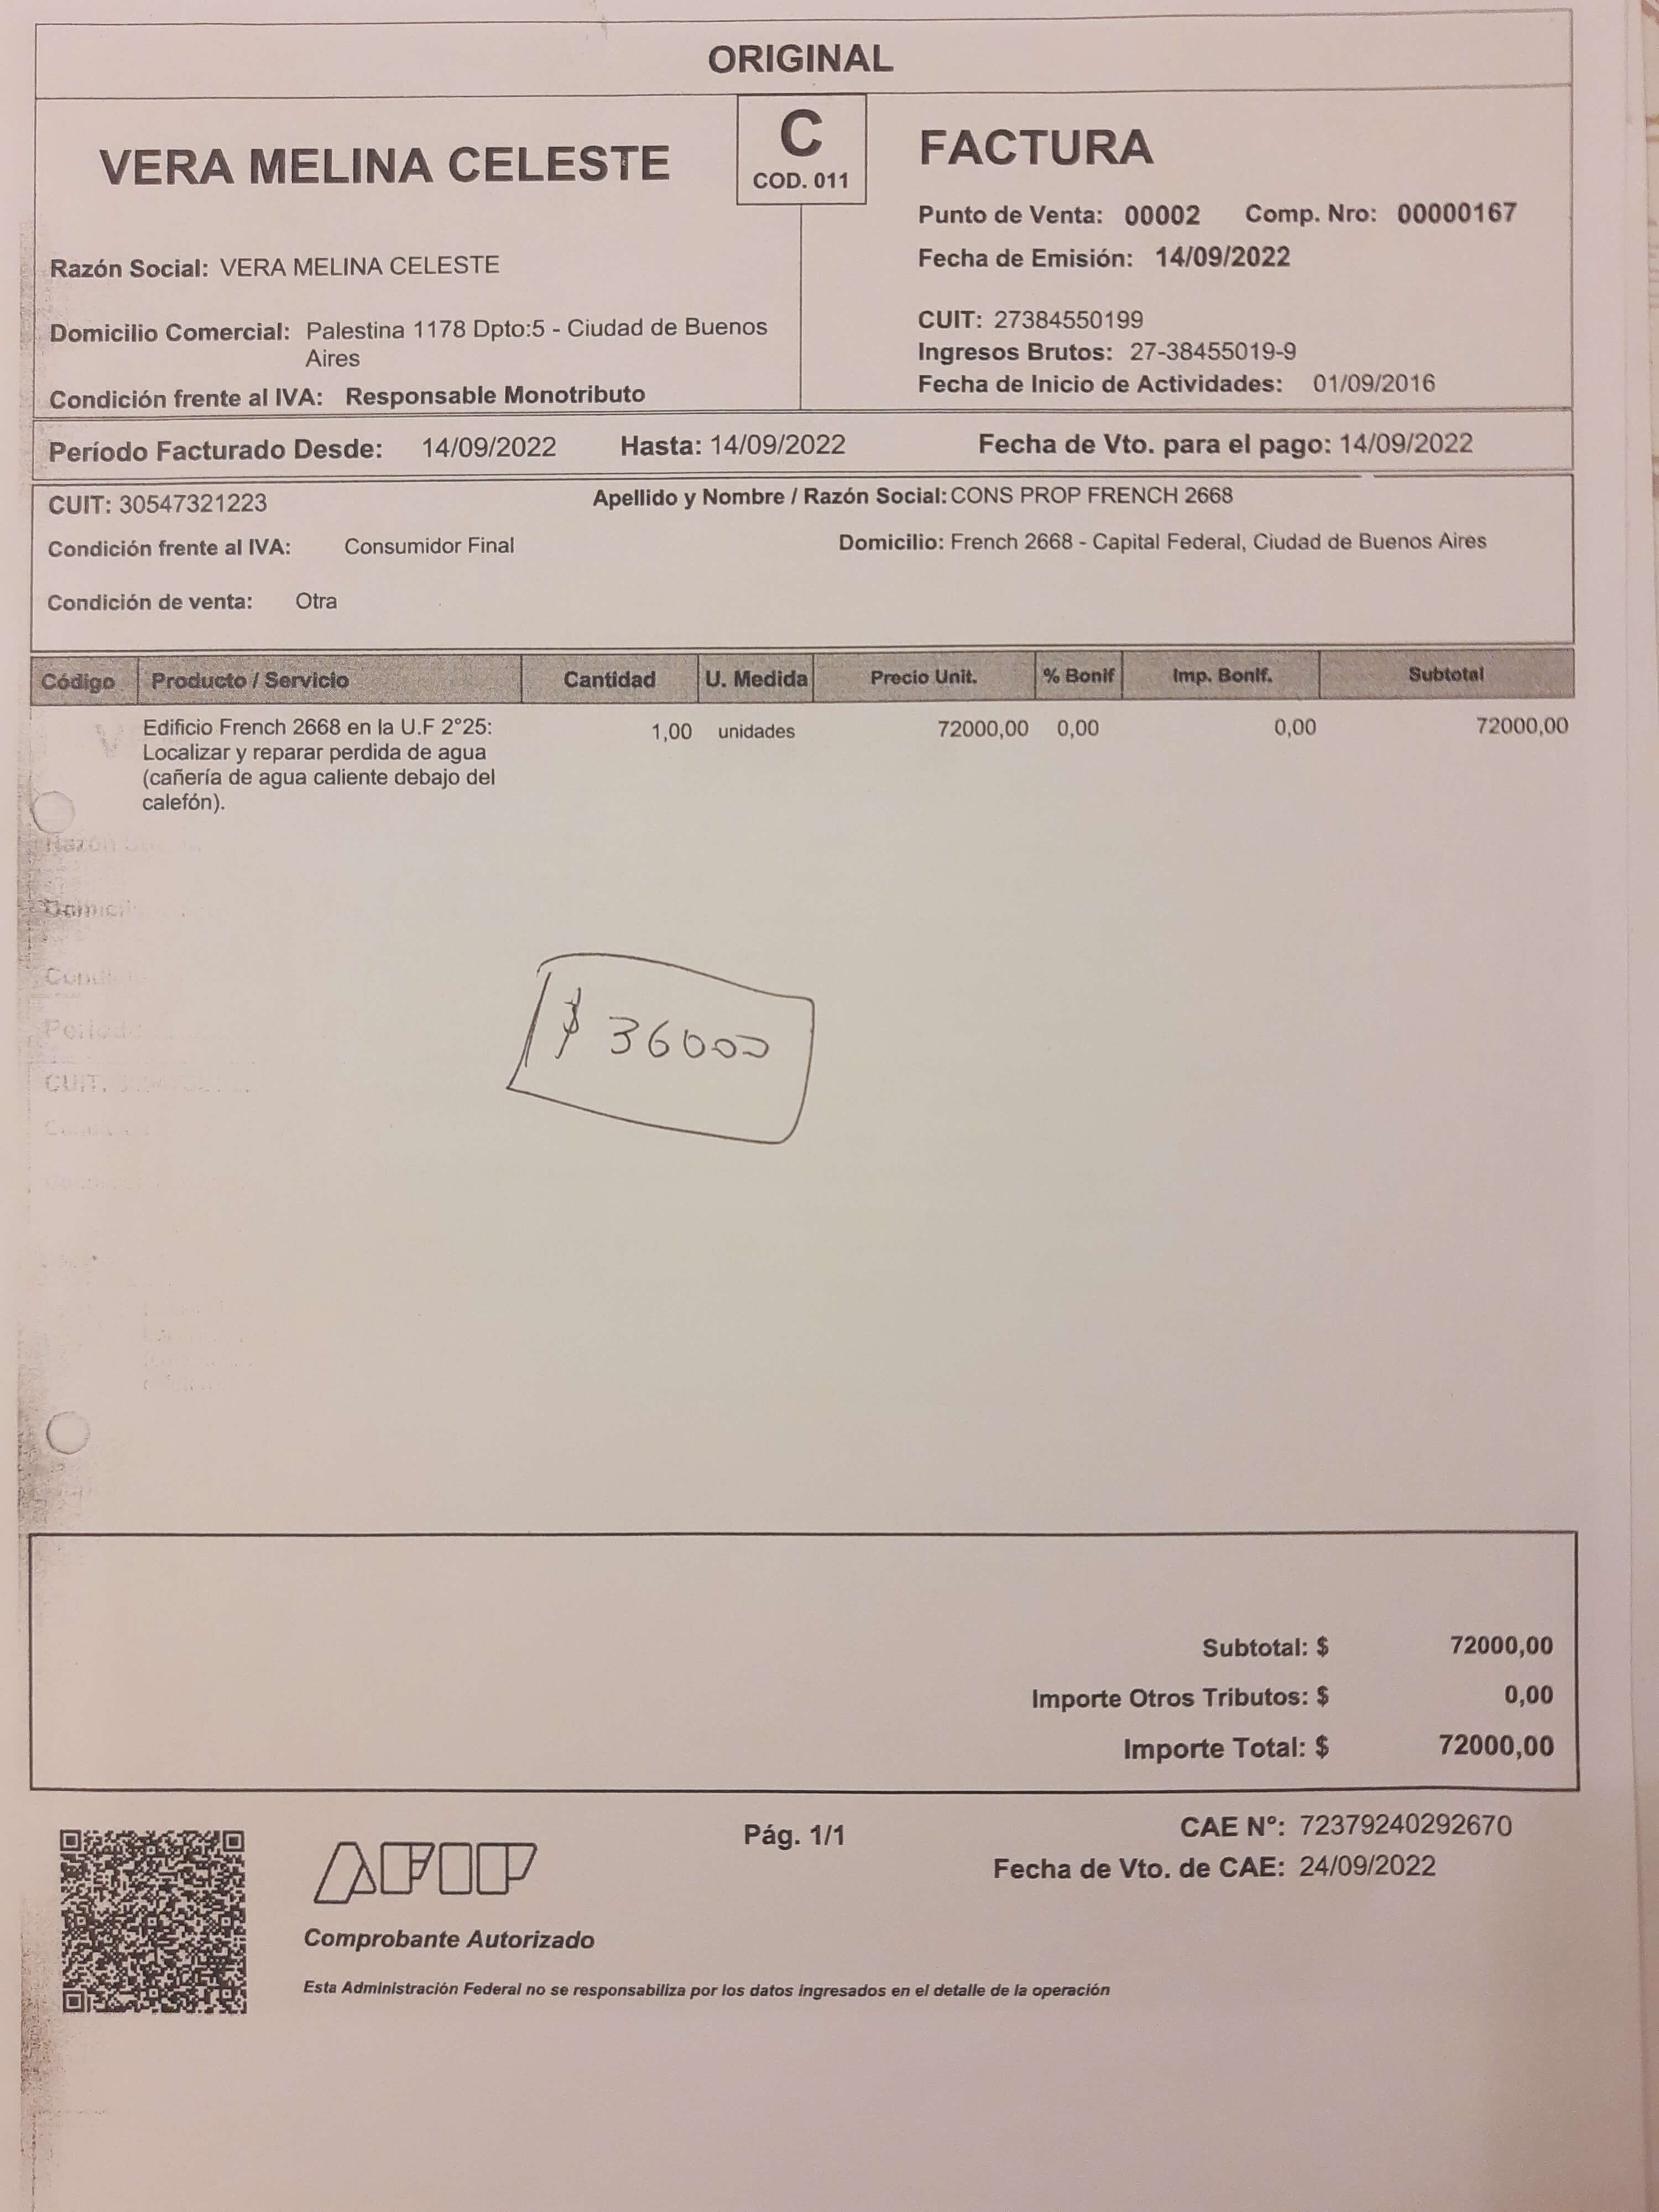 ORIGINAL
VERA MELINA CELESTE
C
COD. 011
FACTURA
Punto de Venta: 00002 Comp. Nro: 00000167
Fecha de Emisión: 14/09/2022
Razón Social: VERA MELINA CELESTE
Domicilio Comercial: Palestina 1178 Dpto:5 - Ciudad de Buenos
Aires
Condición frente al IVA: Responsable Monotributo
CUIT: 27384550199
Ingresos Brutos: 27-38455019-9
Fecha de Inicio de Actividades: 01/09/2016
Período Facturado Desde: 14/09/2022 Hasta: 14/09/2022 Fecha de Vto. para el pago: 14/09/2022
CUIT: 30547321223 Apellido y Nombre / Razón Social: CONS PROP FRENCH 2668
Condición frente al IVA: Consumidor Final Domicilio: French 2668 - Capital Federal, Ciudad de Buenos Aires
Condición de venta: Otra
Código Producto / Servicio Cantidad U. Medida Precio Unit. % Bonif Imp. Bonif. Subtotal
Edificio French 2668 en la U.F 2°25: 1,00 unidades 72000,00 0,00 0,00 72000,00
Localizar y reparar perdida de agua
(cañería de agua caliente debajo del
calefón).
$ 36000
Subtotal: $ 72000,00
Importe Otros Tributos: $ 0,00
Importe Total: $ 72000,00
AFIP
Pág. 1/1
CAE N°: 72379240292670
Fecha de Vto. de CAE: 24/09/2022
Comprobante Autorizado
Esta Administración Federal no se responsabiliza por los datos ingresados en el detalle de la operación